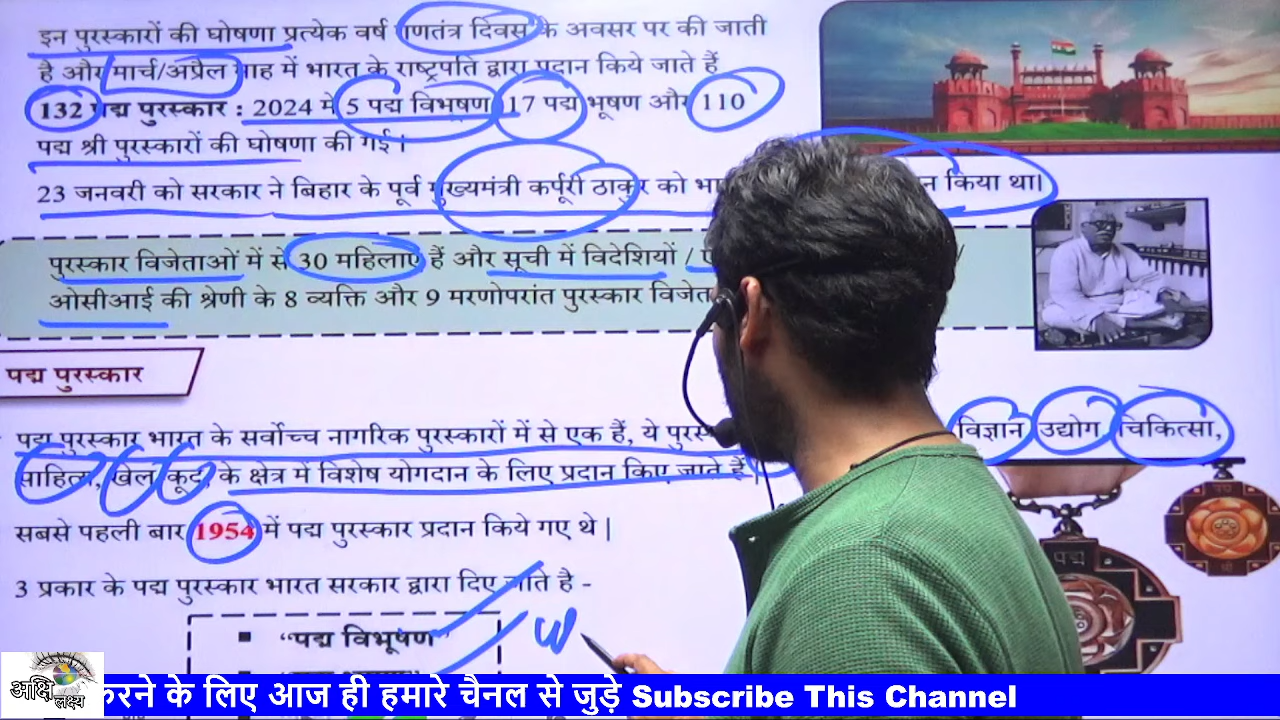 इन पुरस्कारों की घोषणा प्रत्येक वर्ष गणतंत्र दिवस के अवसर पर की जाती
है और मार्च/अप्रैल माह में भारत के राष्ट्रपति द्वारा प्रदान किये जाते हैं
132 पद्म पुरस्कार : 2024 में 5 पद्म विभूषण, 17 पद्म भूषण और 110
पद्म श्री पुरस्कारों की घोषणा की गई।
23 जनवरी को सरकार ने बिहार के पूर्व मुख्यमंत्री कर्पूरी ठाकुर को किया था।
पुरस्कार विजेताओं में से 30 महिलाएं हैं और सूची में विदेशियों / /
ओसीआई की श्रेणी के 8 व्यक्ति और 9 मरणोपरांत पुरस्कार
पद्म पुरस्कार
पद्म पुरस्कार भारत के सर्वोच्च नागरिक पुरस्कारों में से एक हैं, ये विज्ञान उद्योग चिकित्सा,
साहित्य, खेल कूद के क्षेत्र में विशेष योगदान के लिए प्रदान किए जाते हैं
सबसे पहली बार 1954 में पद्म पुरस्कार प्रदान किये गए थे |
3 प्रकार के पद्म पुरस्कार भारत सरकार द्वारा दिए जाते है -
▪ “पद्म विभूषण”
पद्म
अक्षि लक्ष्य
करने के लिए आज ही हमारे चैनल से जुड़े Subscribe This Channel